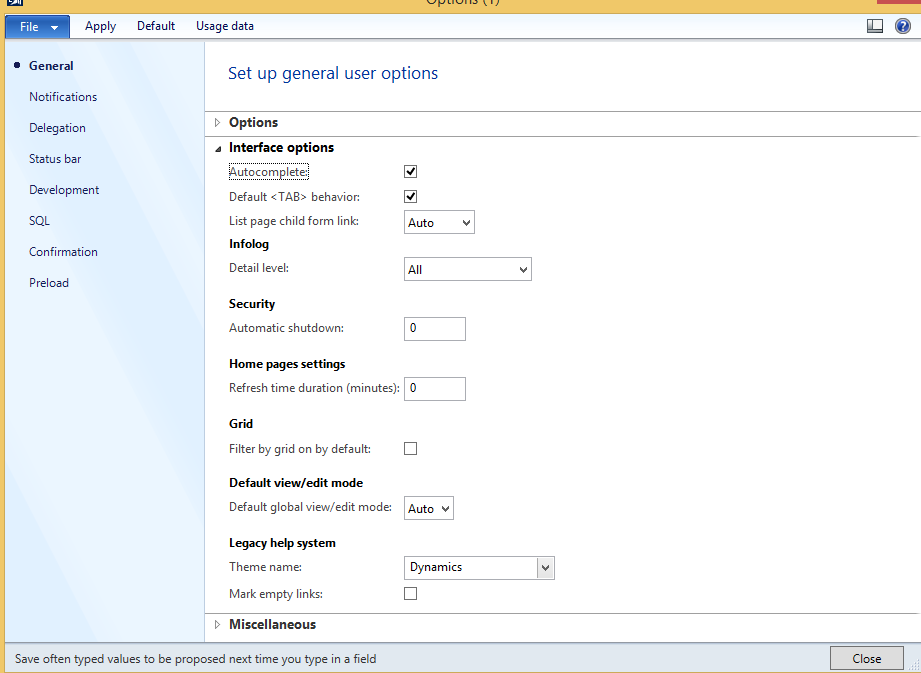 Options (1)
File Apply Default Usage data
General
Notifications
Delegation
Status bar
Development
SQL
Confirmation
Preload
Set up general user options
Options
Interface options
Autocomplete:
Default <TAB> behavior:
List page child form link: Auto
Infolog
Detail level: All
Security
Automatic shutdown: 0
Home pages settings
Refresh time duration (minutes): 0
Grid
Filter by grid on by default:
Default view/edit mode
Default global view/edit mode: Auto
Legacy help system
Theme name: Dynamics
Mark empty links:
Miscellaneous
Save often typed values to be proposed next time you type in a field Close